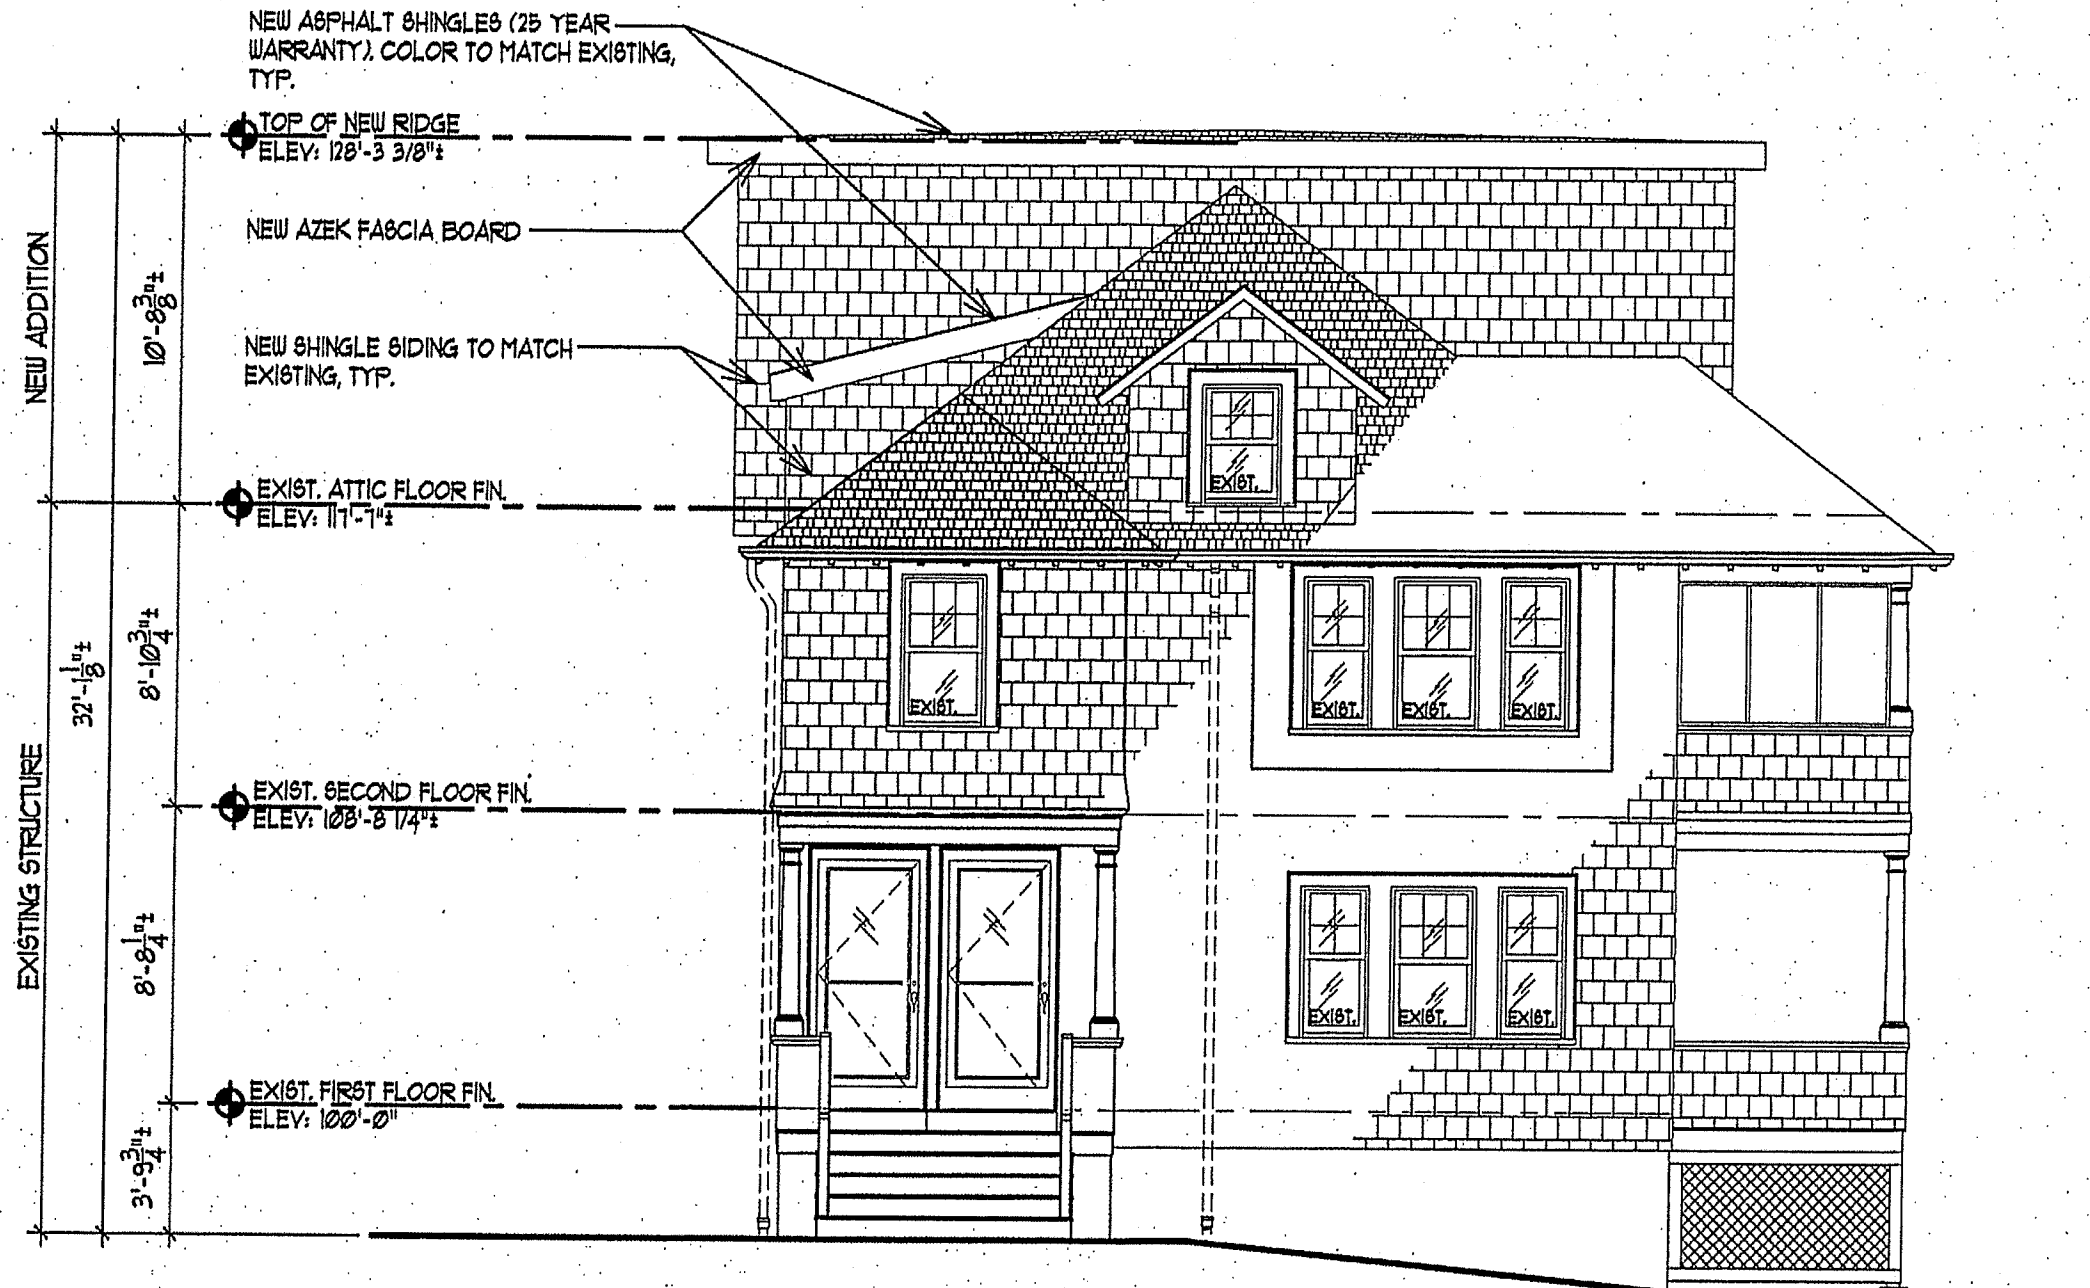 NEW ASPHALT SHINGLES (25 YEAR
WARRANTY). COLOR TO MATCH EXISTING,
TYP.
TOP OF NEW RIDGE
ELEV: 128'-3 3/8"±
NEW AZEK FASCIA BOARD
NEW SHINGLE SIDING TO MATCH
EXISTING, TYP.
EXIST. ATTIC FLOOR FIN.
ELEV: 117'-7"±
EXIST. SECOND FLOOR FIN.
ELEV: 108'-8 1/4"±
EXIST. FIRST FLOOR FIN.
ELEV: 100'-0"
NEW ADDITION
EXISTING STRUCTURE
32'-1 1/8"±
10'-8 3/8"±
8'-10 3/4"±
8'-8 1/4"±
3'-9 3/4"±
EXIST.
EXIST.
EXIST.
EXIST.
EXIST.
EXIST.
EXIST.
EXIST.